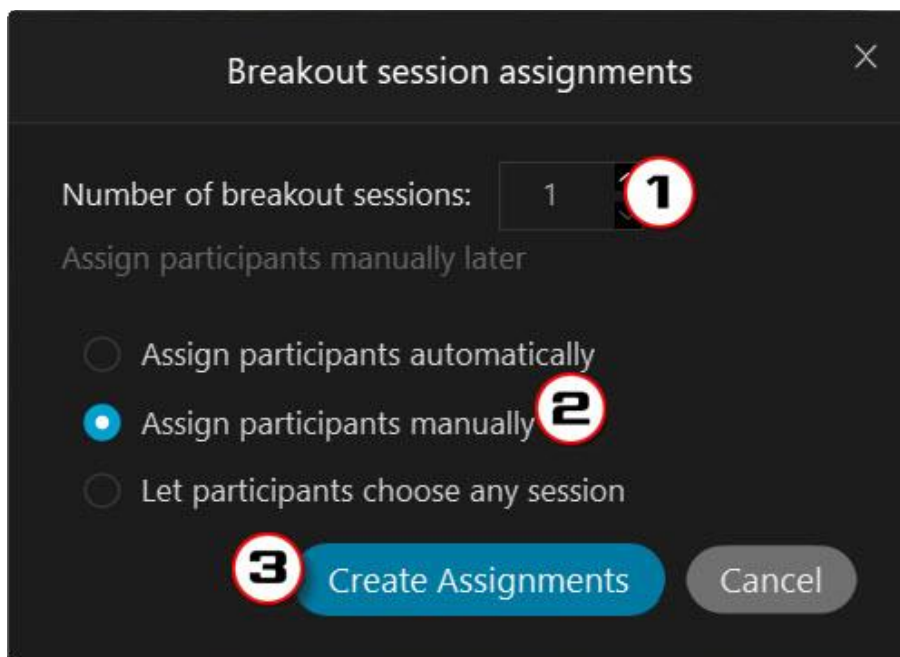 Breakout session assignments
Number of breakout sessions: 1 1
Assign participants manually later
Assign participants automatically
Assign participants manually 2
Let participants choose any session
3 Create Assignments Cancel